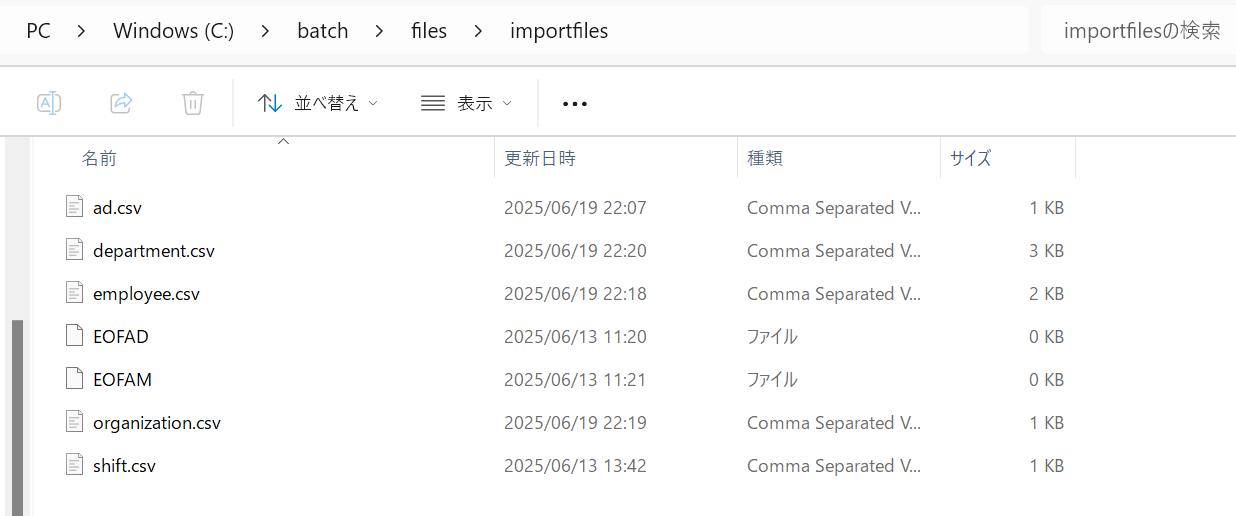 PC > Windows (C:) > batch > files > importfiles importfilesの検索
並べ替え 表示 •••
名前 更新日時 種類 サイズ
ad.csv 2025/06/19 22:07 Comma Separated V... 1 KB
department.csv 2025/06/19 22:20 Comma Separated V... 3 KB
employee.csv 2025/06/19 22:18 Comma Separated V... 2 KB
EOFAD 2025/06/13 11:20 ファイル 0 KB
EOFAM 2025/06/13 11:21 ファイル 0 KB
organization.csv 2025/06/19 22:19 Comma Separated V... 1 KB
shift.csv 2025/06/13 13:42 Comma Separated V... 1 KB